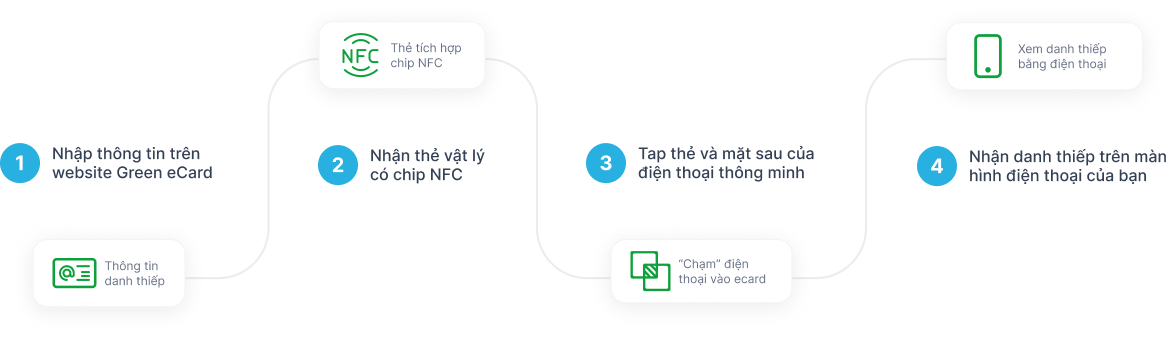 1
Nhập thông tin trên
website Green eCard
Thông tin
danh thiếp
NFC
Thẻ tích hợp
chip NFC
2
Nhận thẻ vật lý
có chip NFC
3
Tap thẻ và mặt sau của
điện thoại thông minh
“Chạm” điện
thoại vào ecard
Xem danh thiếp
bằng điện thoại
4
Nhận danh thiếp trên màn
hình điện thoại của bạn